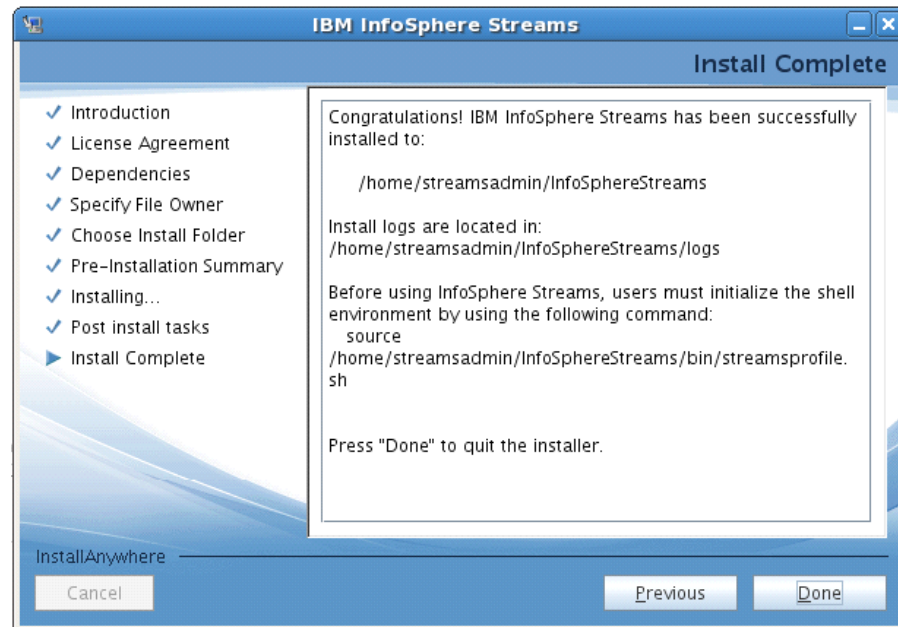 IBM InfoSphere Streams
Install Complete
Introduction
License Agreement
Dependencies
Specify File Owner
Choose Install Folder
Pre-Installation Summary
Installing...
Post install tasks
Install Complete
Congratulations! IBM InfoSphere Streams has been successfully
installed to:
/home/streamsadmin/InfoSphereStreams
Install logs are located in:
/home/streamsadmin/InfoSphereStreams/logs
Before using InfoSphere Streams, users must initialize the shell
environment by using the following command:
source
/home/streamsadmin/InfoSphereStreams/bin/streamsprofile.
sh
Press "Done" to quit the installer.
InstallAnywhere
Cancel
Previous
Done